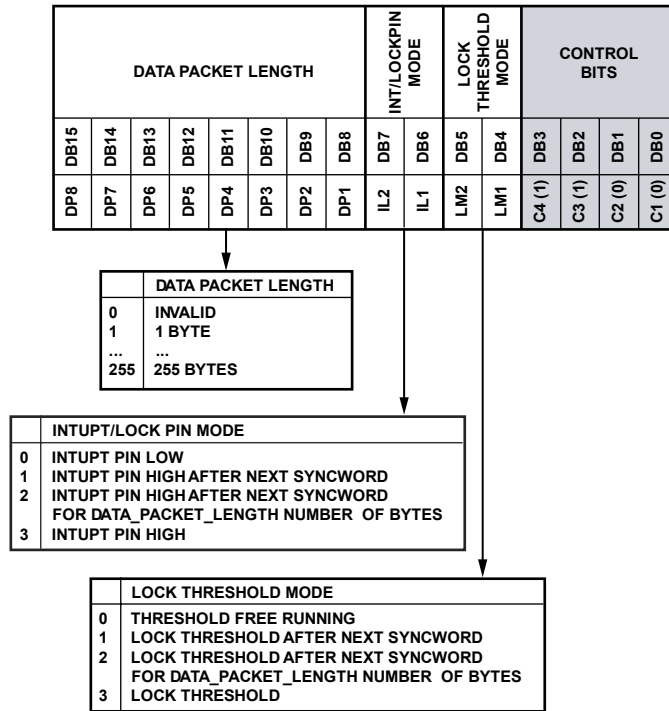 DATA PACKET LENGTH
INT/LOCKPIN
MODE
LOCK
THRESHOLD
MODE
CONTROL
BITS
DB15 DB14 DB13 DB12 DB11 DB10 DB9 DB8 DB7 DB6 DB5 DB4 DB3 DB2 DB1 DB0
DP8 DP7 DP6 DP5 DP4 DP3 DP2 DP1 IL2 IL1 LM2 LM1 C4 (1) C3 (1) C2 (0) C1 (0)
DATA PACKET LENGTH
0 INVALID
1 1 BYTE
... ...
255 255 BYTES
INTUPT/LOCK PIN MODE
0 INTUPT PIN LOW
1 INTUPT PIN HIGH AFTER NEXT SYNCWORD
2 INTUPT PIN HIGH AFTER NEXT SYNCWORD
FOR DATA_PACKET_LENGTH NUMBER OF BYTES
3 INTUPT PIN HIGH
LOCK THRESHOLD MODE
0 THRESHOLD FREE RUNNING
1 LOCK THRESHOLD AFTER NEXT SYNCWORD
2 LOCK THRESHOLD AFTER NEXT SYNCWORD
FOR DATA_PACKET_LENGTH NUMBER OF BYTES
3 LOCK THRESHOLD